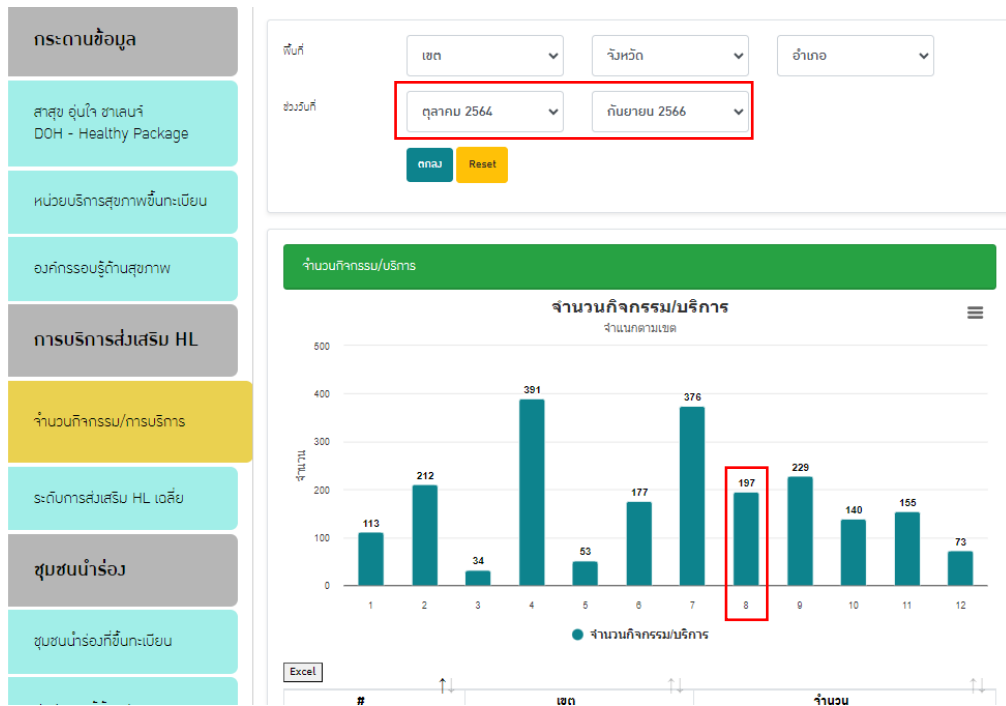 กระดานข้อมูล
สาสุข อุ่นใจ ชาเลนจ์
DOH - Healthy Package
หน่วยบริการสุขภาพขึ้นทะเบียน
องค์กรรอบรู้ด้านสุขภาพ
การบริการส่งเสริม HL
จำนวนกิจกรรม/การบริการ
ระดับการส่งเสริม HL เฉลี่ย
ชุมชนนำร่อง
ชุมชนนำร่องที่ขึ้นทะเบียน
พื้นที่
เขต
จังหวัด
อำเภอ
ช่วงวันที่
ตุลาคม 2564
กันยายน 2566
ตกลง
Reset
จำนวนกิจกรรม/บริการ
จำนวนกิจกรรม/บริการ
จำแนกตามเขต
จำนวน
500
400
300
200
100
0
113
212
34
391
53
177
376
197
229
140
155
73
1 2 3 4 5 6 7 8 9 10 11 12
จำนวนกิจกรรม/บริการ
Excel
# เขต จำนวน